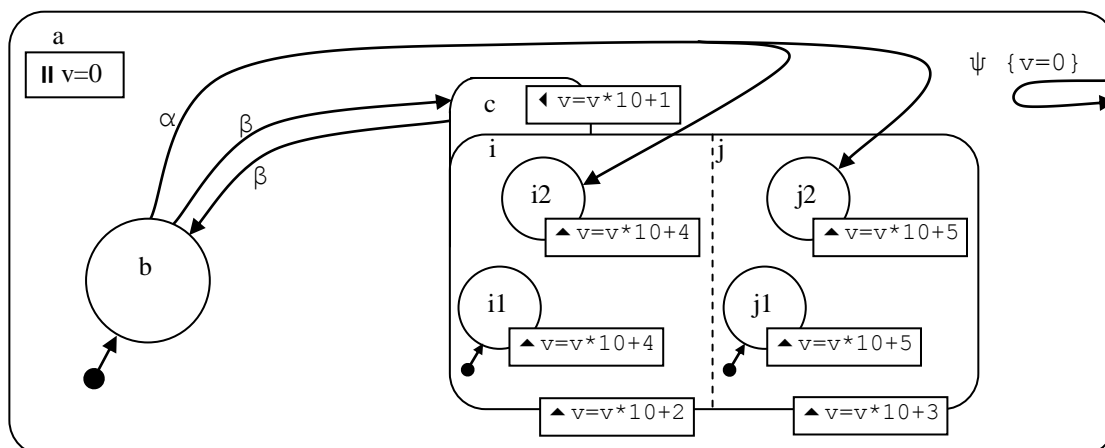 a
II v=0
ψ {v=0}
c
◀ v=v*10+1
α
β
β
i
j
i2
j2
▲ v=v*10+4
▲ v=v*10+5
b
i1
j1
▲ v=v*10+4
▲ v=v*10+5
▲ v=v*10+2
▲ v=v*10+3